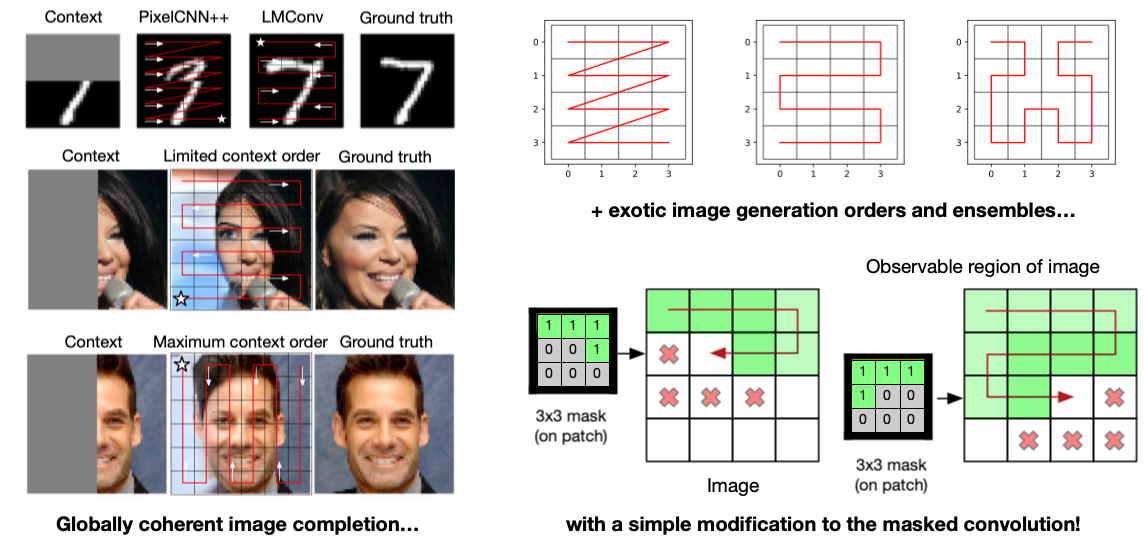 Context PixelCNN++ LMConv Ground truth
Context Limited context order Ground truth
Context Maximum context order Ground truth
Globally coherent image completion...
0
1
2
3
0 1 2 3
0
1
2
3
0 1 2 3
0
1
2
3
0 1 2 3
+ exotic image generation orders and ensembles...
Observable region of image
1 1 1
0 0 1
0 0 0
3x3 mask
(on patch)
Image
1 1 1
1 0 0
0 0 0
3x3 mask
(on patch)
with a simple modification to the masked convolution!